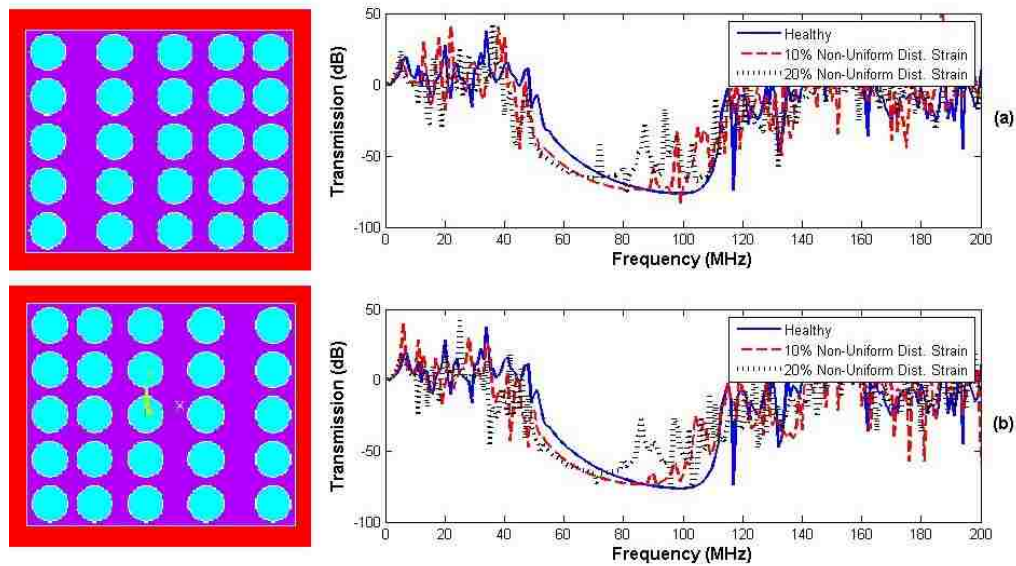 50
0
-50
-100
Transmission (dB)
Healthy
10% Non-Uniform Dist. Strain
20% Non-Uniform Dist. Strain
(a)
0 20 40 60 80 100 120 140 160 180 200
Frequency (MHz)
50
0
-50
-100
Transmission (dB)
Healthy
10% Non-Uniform Dist. Strain
20% Non-Uniform Dist. Strain
(b)
0 20 40 60 80 100 120 140 160 180 200
Frequency (MHz)